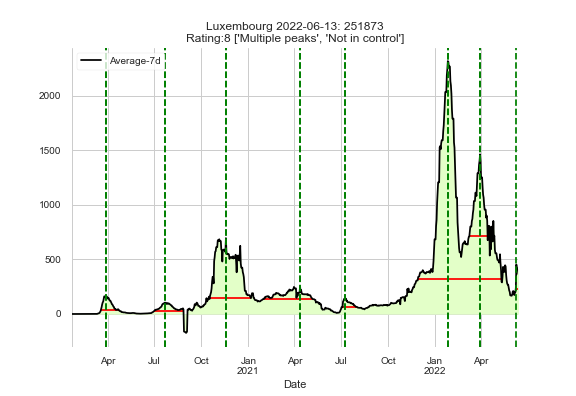 Luxembourg 2022-06-13: 251873
Rating:8 ['Multiple peaks', 'Not in control']
Average-7d
2000
1500
1000
500
250
0
Apr
Jul
Oct
Jan
2021
Apr
Jul
Oct
Jan
2022
Apr
Date